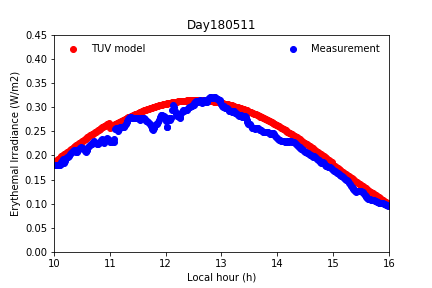 Day180511
TUV model
Measurement
Erythemal Irradiance (W/m2)
0.45
0.40
0.35
0.30
0.25
0.20
0.15
0.10
0.05
0.00
10 11 12 13 14 15 16
Local hour (h)